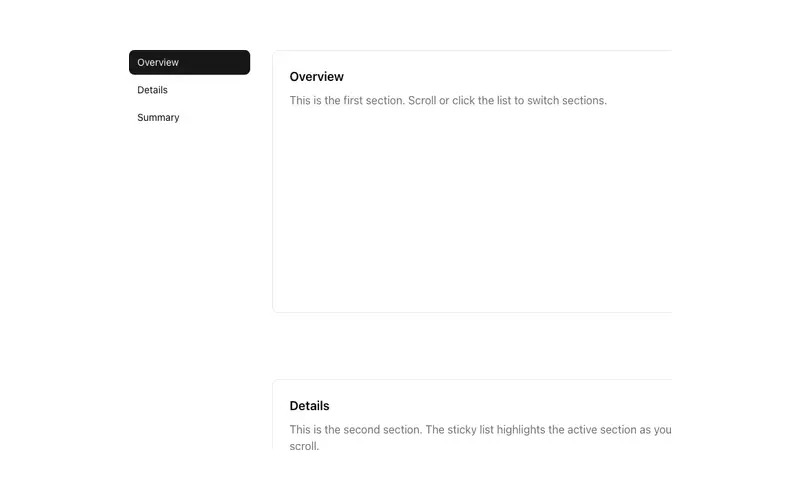 Overview
Details
Summary
Overview
This is the first section. Scroll or click the list to switch sections.
Details
This is the second section. The sticky list highlights the active section as you
scroll.